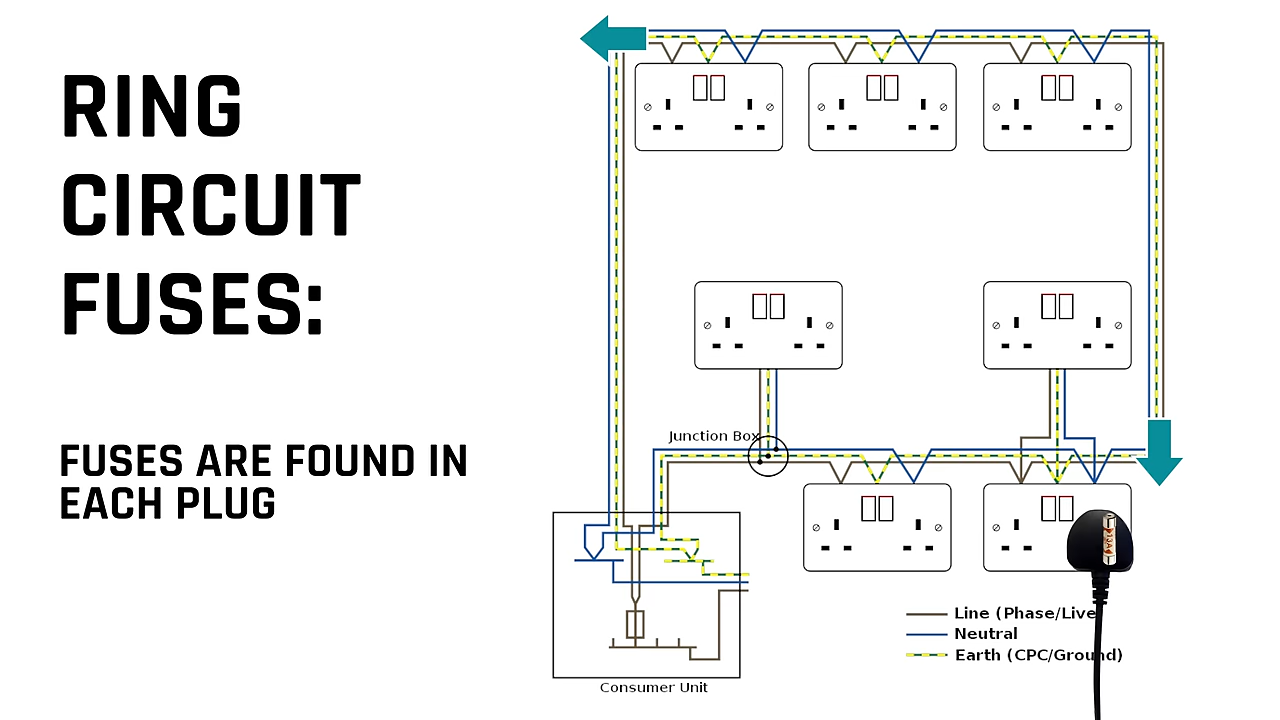 RING
CIRCUIT
FUSES:
FUSES ARE FOUND IN
EACH PLUG
Junction Box
13A
Line (Phase/Live
Neutral
Earth (CPC/Ground)
Consumer Unit